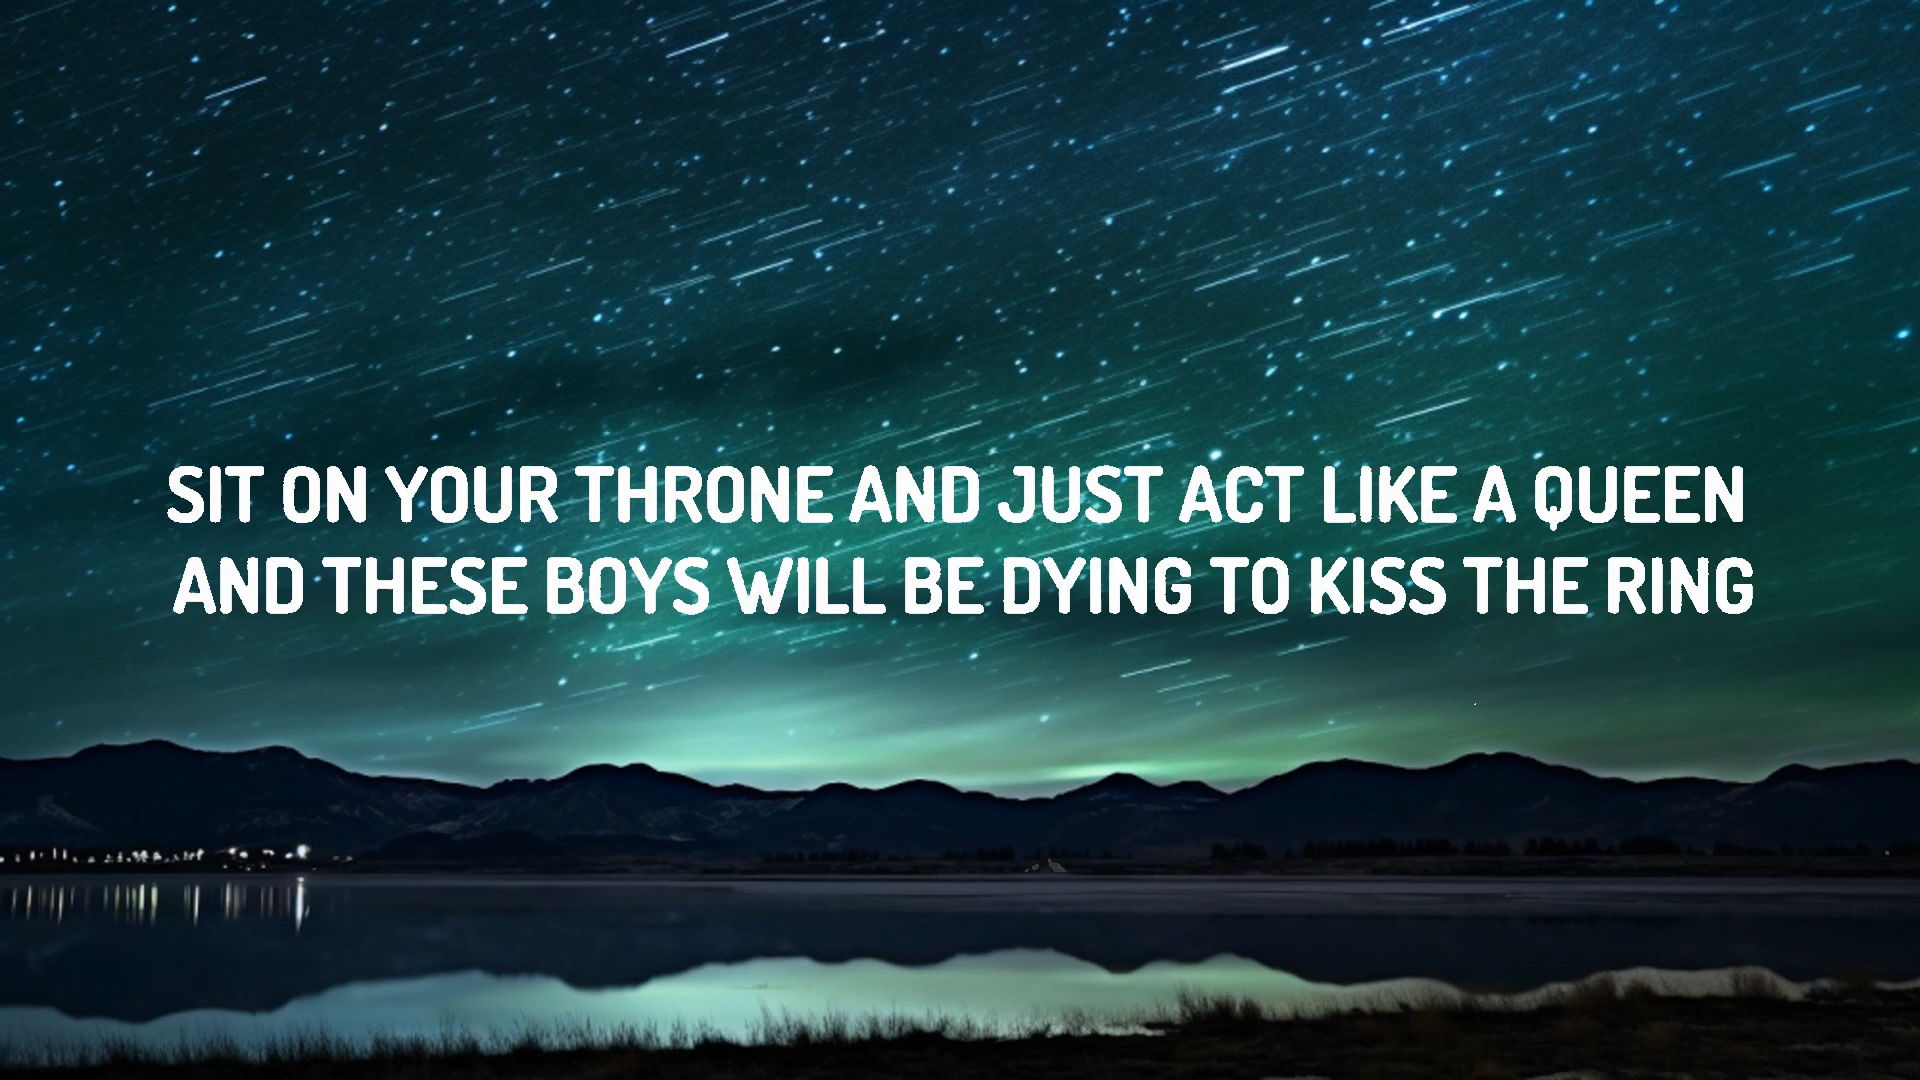 SIT ON YOUR THRONE AND JUST ACT LIKE A QUEEN
AND THESE BOYS WILL BE DYING TO KISS THE RING